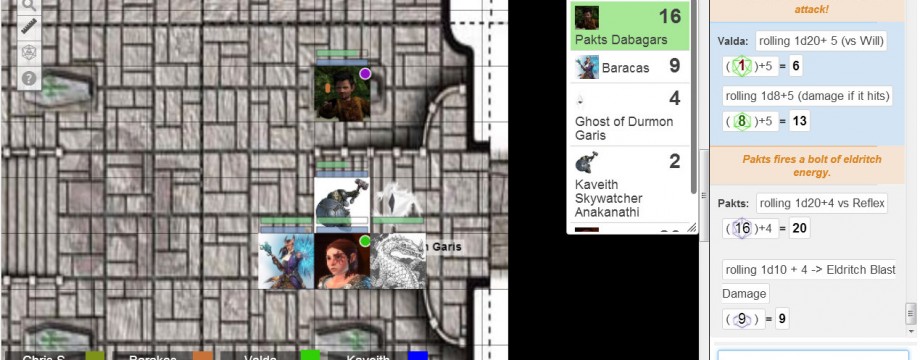 n Garis
Chris S
Barakas
Valda
Kaveith
16
Pakts Dabagars
Baracas 9
4
Ghost of Durmon
Garis
2
Kaveith
Skywatcher
Anakanathi
attack!
Valda: rolling 1d20+ 5 (vs Will)
(1)+5 = 6
rolling 1d8+5 (damage if it hits)
(8)+5 = 13
Pakts fires a bolt of eldritch
energy.
Pakts: rolling 1d20+4 vs Reflex
(16)+4 = 20
rolling 1d10 + 4 -> Eldritch Blast
Damage
(9) = 9